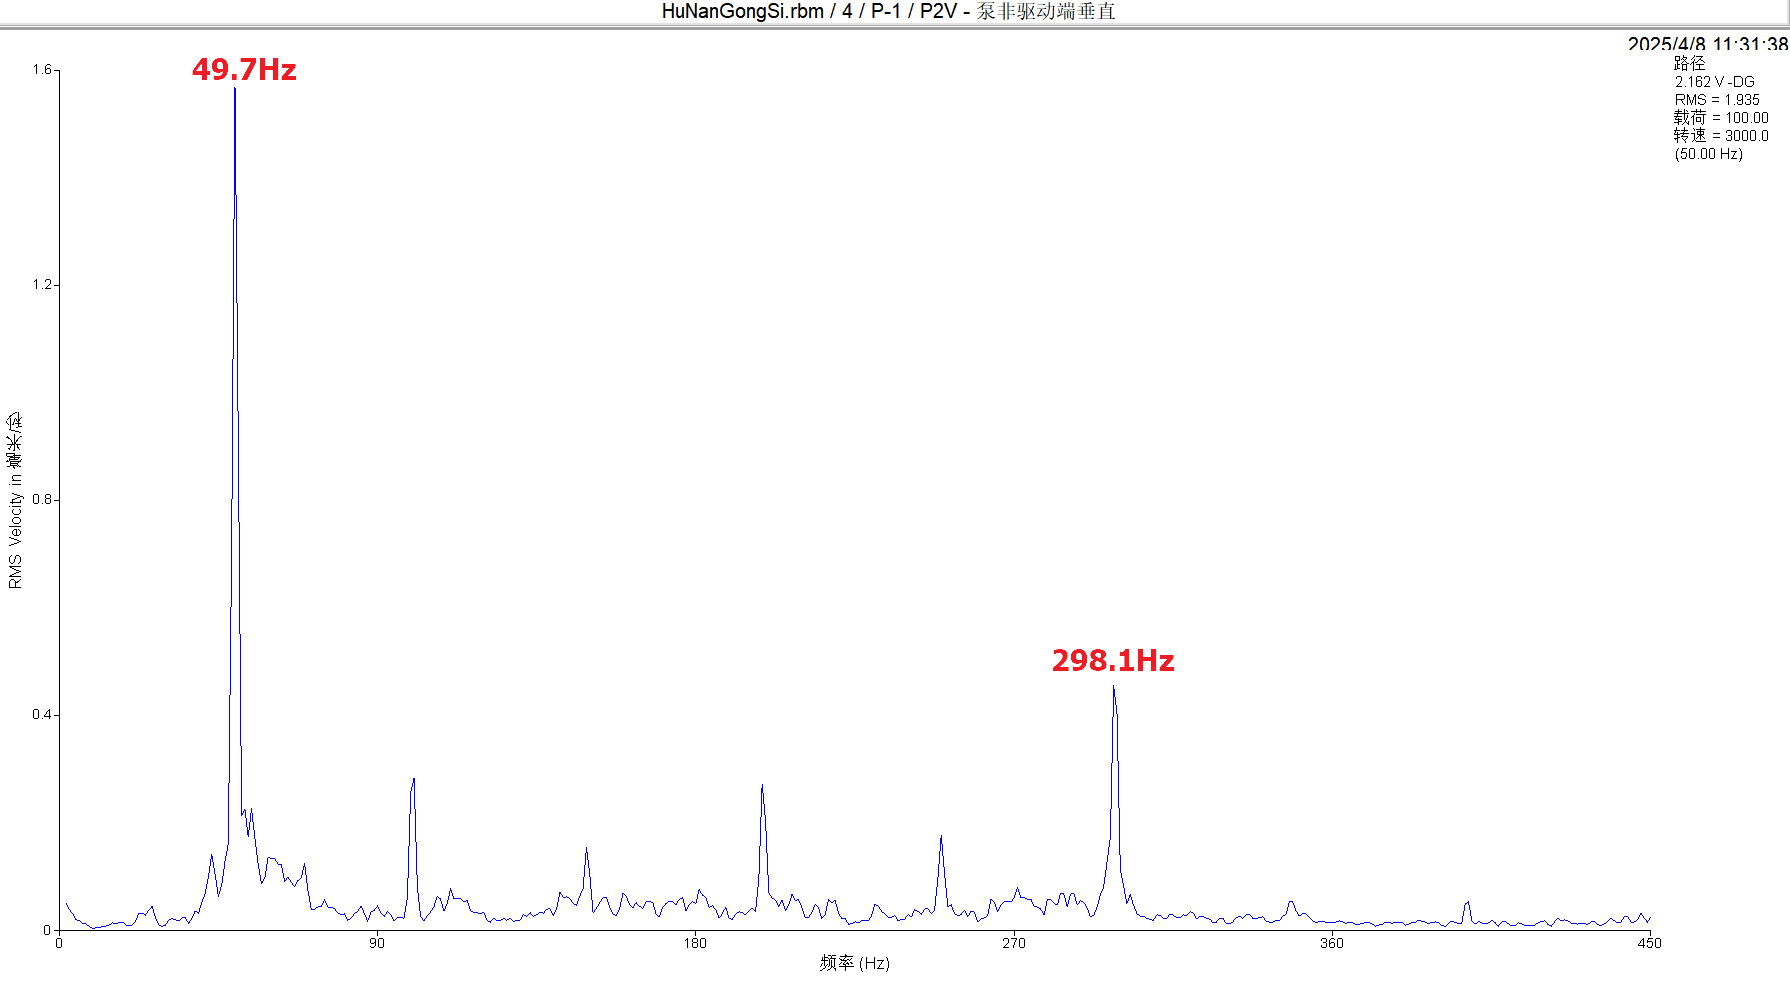 HuNanGongSi.rbm / 4 / P-1 / P2V - 泵非驱动端垂直
2025/4/8 11:31:38
路径
2.162 V -DG
RMS = 1.935
载荷 = 100.00
转速 = 3000.0
(50.00 Hz)
49.7Hz
298.1Hz
RMS Velocity in 毫米/秒
1.6
1.2
0.8
0.4
0
0 90 180 270 360 450
频率 (Hz)